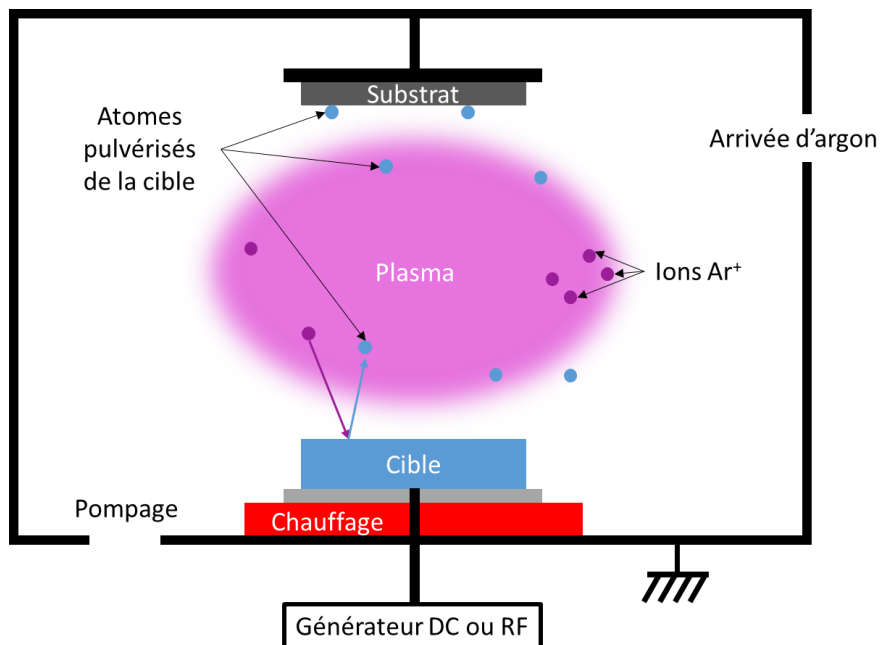 Substrat
Atomes
pulvérisés
de la cible
Arrivée d'argon
Plasma
Ions Ar⁺
Cible
Pompage
Chauffage
Générateur DC ou RF